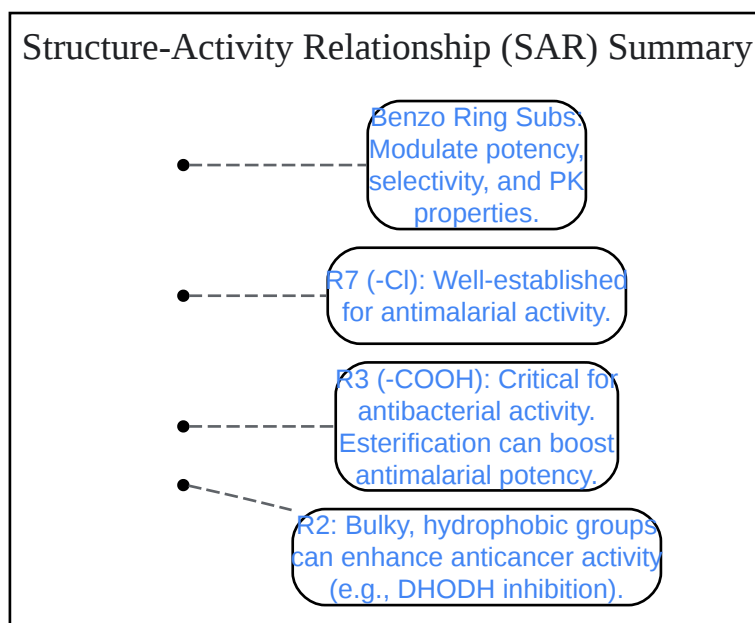 Structure-Activity Relationship (SAR) Summary
Benzo Ring Subs:
Modulate potency,
selectivity, and PK
properties.
R7 (-Cl): Well-established
for antimalarial activity.
R3 (-COOH): Critical for
antibacterial activity.
Esterification can boost
antimalarial potency.
R2: Bulky, hydrophobic groups
can enhance anticancer activity
(e.g., DHODH inhibition).